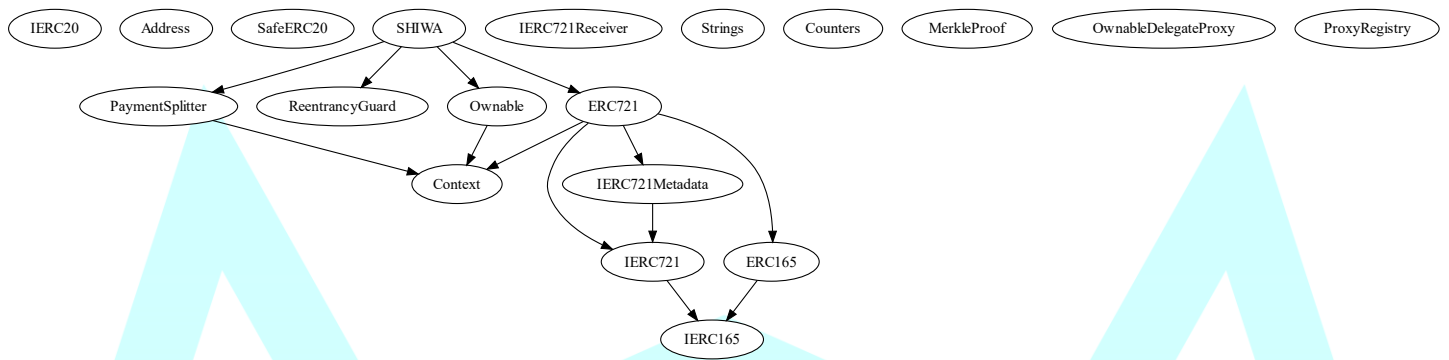 IERC20 Address SafeERC20 SHIWA IERC721Receiver Strings Counters MerkleProof OwnableDelegateProxy ProxyRegistry
PaymentSplitter ReentrancyGuard Ownable ERC721
Context IERC721Metadata
IERC721 ERC165
IERC165